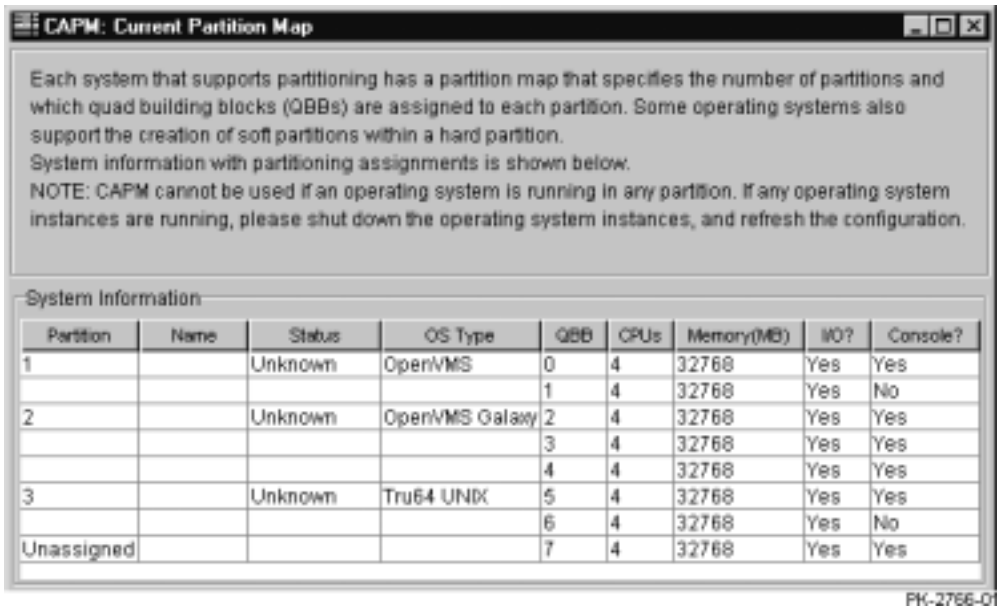 CAPM: Current Partition Map
Each system that supports partitioning has a partition map that specifies the number of partitions and
which quad building blocks (QBBs) are assigned to each partition. Some operating systems also
support the creation of soft partitions within a hard partition.
System information with partitioning assignments is shown below.
NOTE: CAPM cannot be used if an operating system is running in any partition. If any operating system
instances are running, please shut down the operating system instances, and refresh the configuration.
System Information
Partition Name Status OS Type QBB CPUs Memory(MB) I/O? Console?
1 Unknown OpenVMS 0 4 32768 Yes Yes
1 4 32768 Yes No
2 Unknown OpenVMS Galaxy 2 4 32768 Yes Yes
3 4 32768 Yes Yes
4 4 32768 Yes Yes
3 Unknown Tru64 UNIX 5 4 32768 Yes Yes
6 4 32768 Yes No
Unassigned 7 4 32768 Yes Yes
PK-2766-01